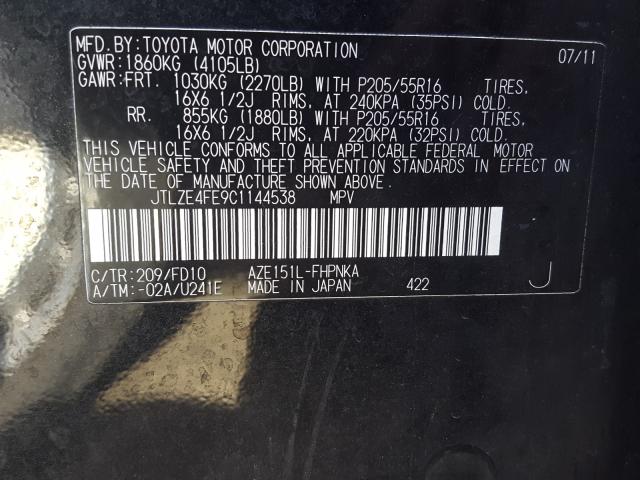 MFD.BY:TOYOTA MOTOR CORPORATION 07/11
GVWR:1860KG (4105LB)
GAWR:FRT. 1030KG (2270LB) WITH P205/55R16 TIRES,
16X6 1/2J RIMS, AT 240KPA (35PSI) COLD.
RR. 855KG (1880LB) WITH P205/55R16 TIRES,
16X6 1/2J RIMS, AT 220KPA (32PSI) COLD.
THIS VEHICLE CONFORMS TO ALL APPLICABLE FEDERAL MOTOR
VEHICLE SAFETY AND THEFT PREVENTION STANDARDS IN EFFECT ON
THE DATE OF MANUFACTURE SHOWN ABOVE.
JTLZE4FE9C1144538 MPV
C/TR:209/FD10 AZE151L-FHPNKA
A/TM:-02A/U241E MADE IN JAPAN 422 J